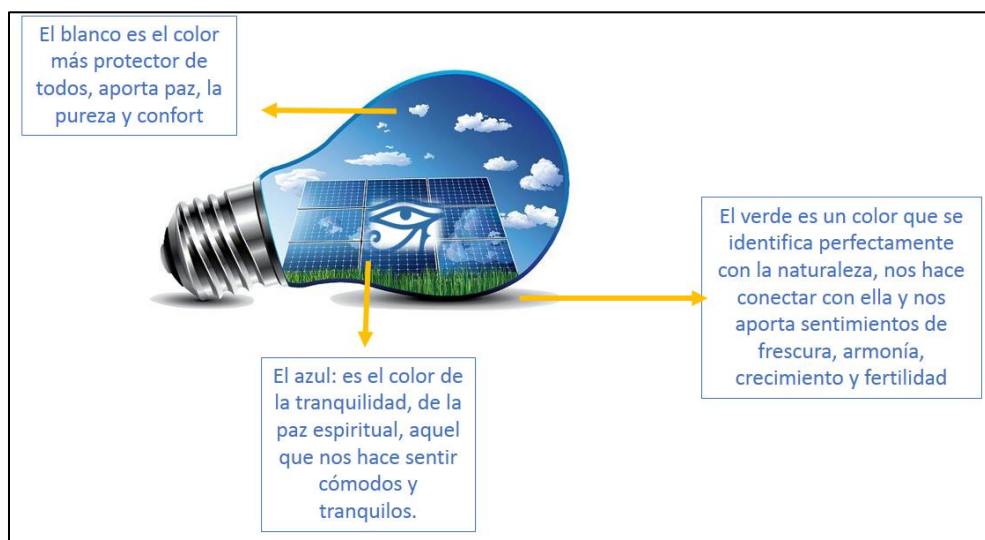 El blanco es el color
más protector de
todos, aporta paz, la
pureza y confort
El verde es un color que se
identifica perfectamente
con la naturaleza, nos hace
conectar con ella y nos
aporta sentimientos de
frescura, armonía,
crecimiento y fertilidad
El azul: es el color de
la tranquilidad, de la
paz espiritual, aquel
que nos hace sentir
cómodos y
tranquilos.